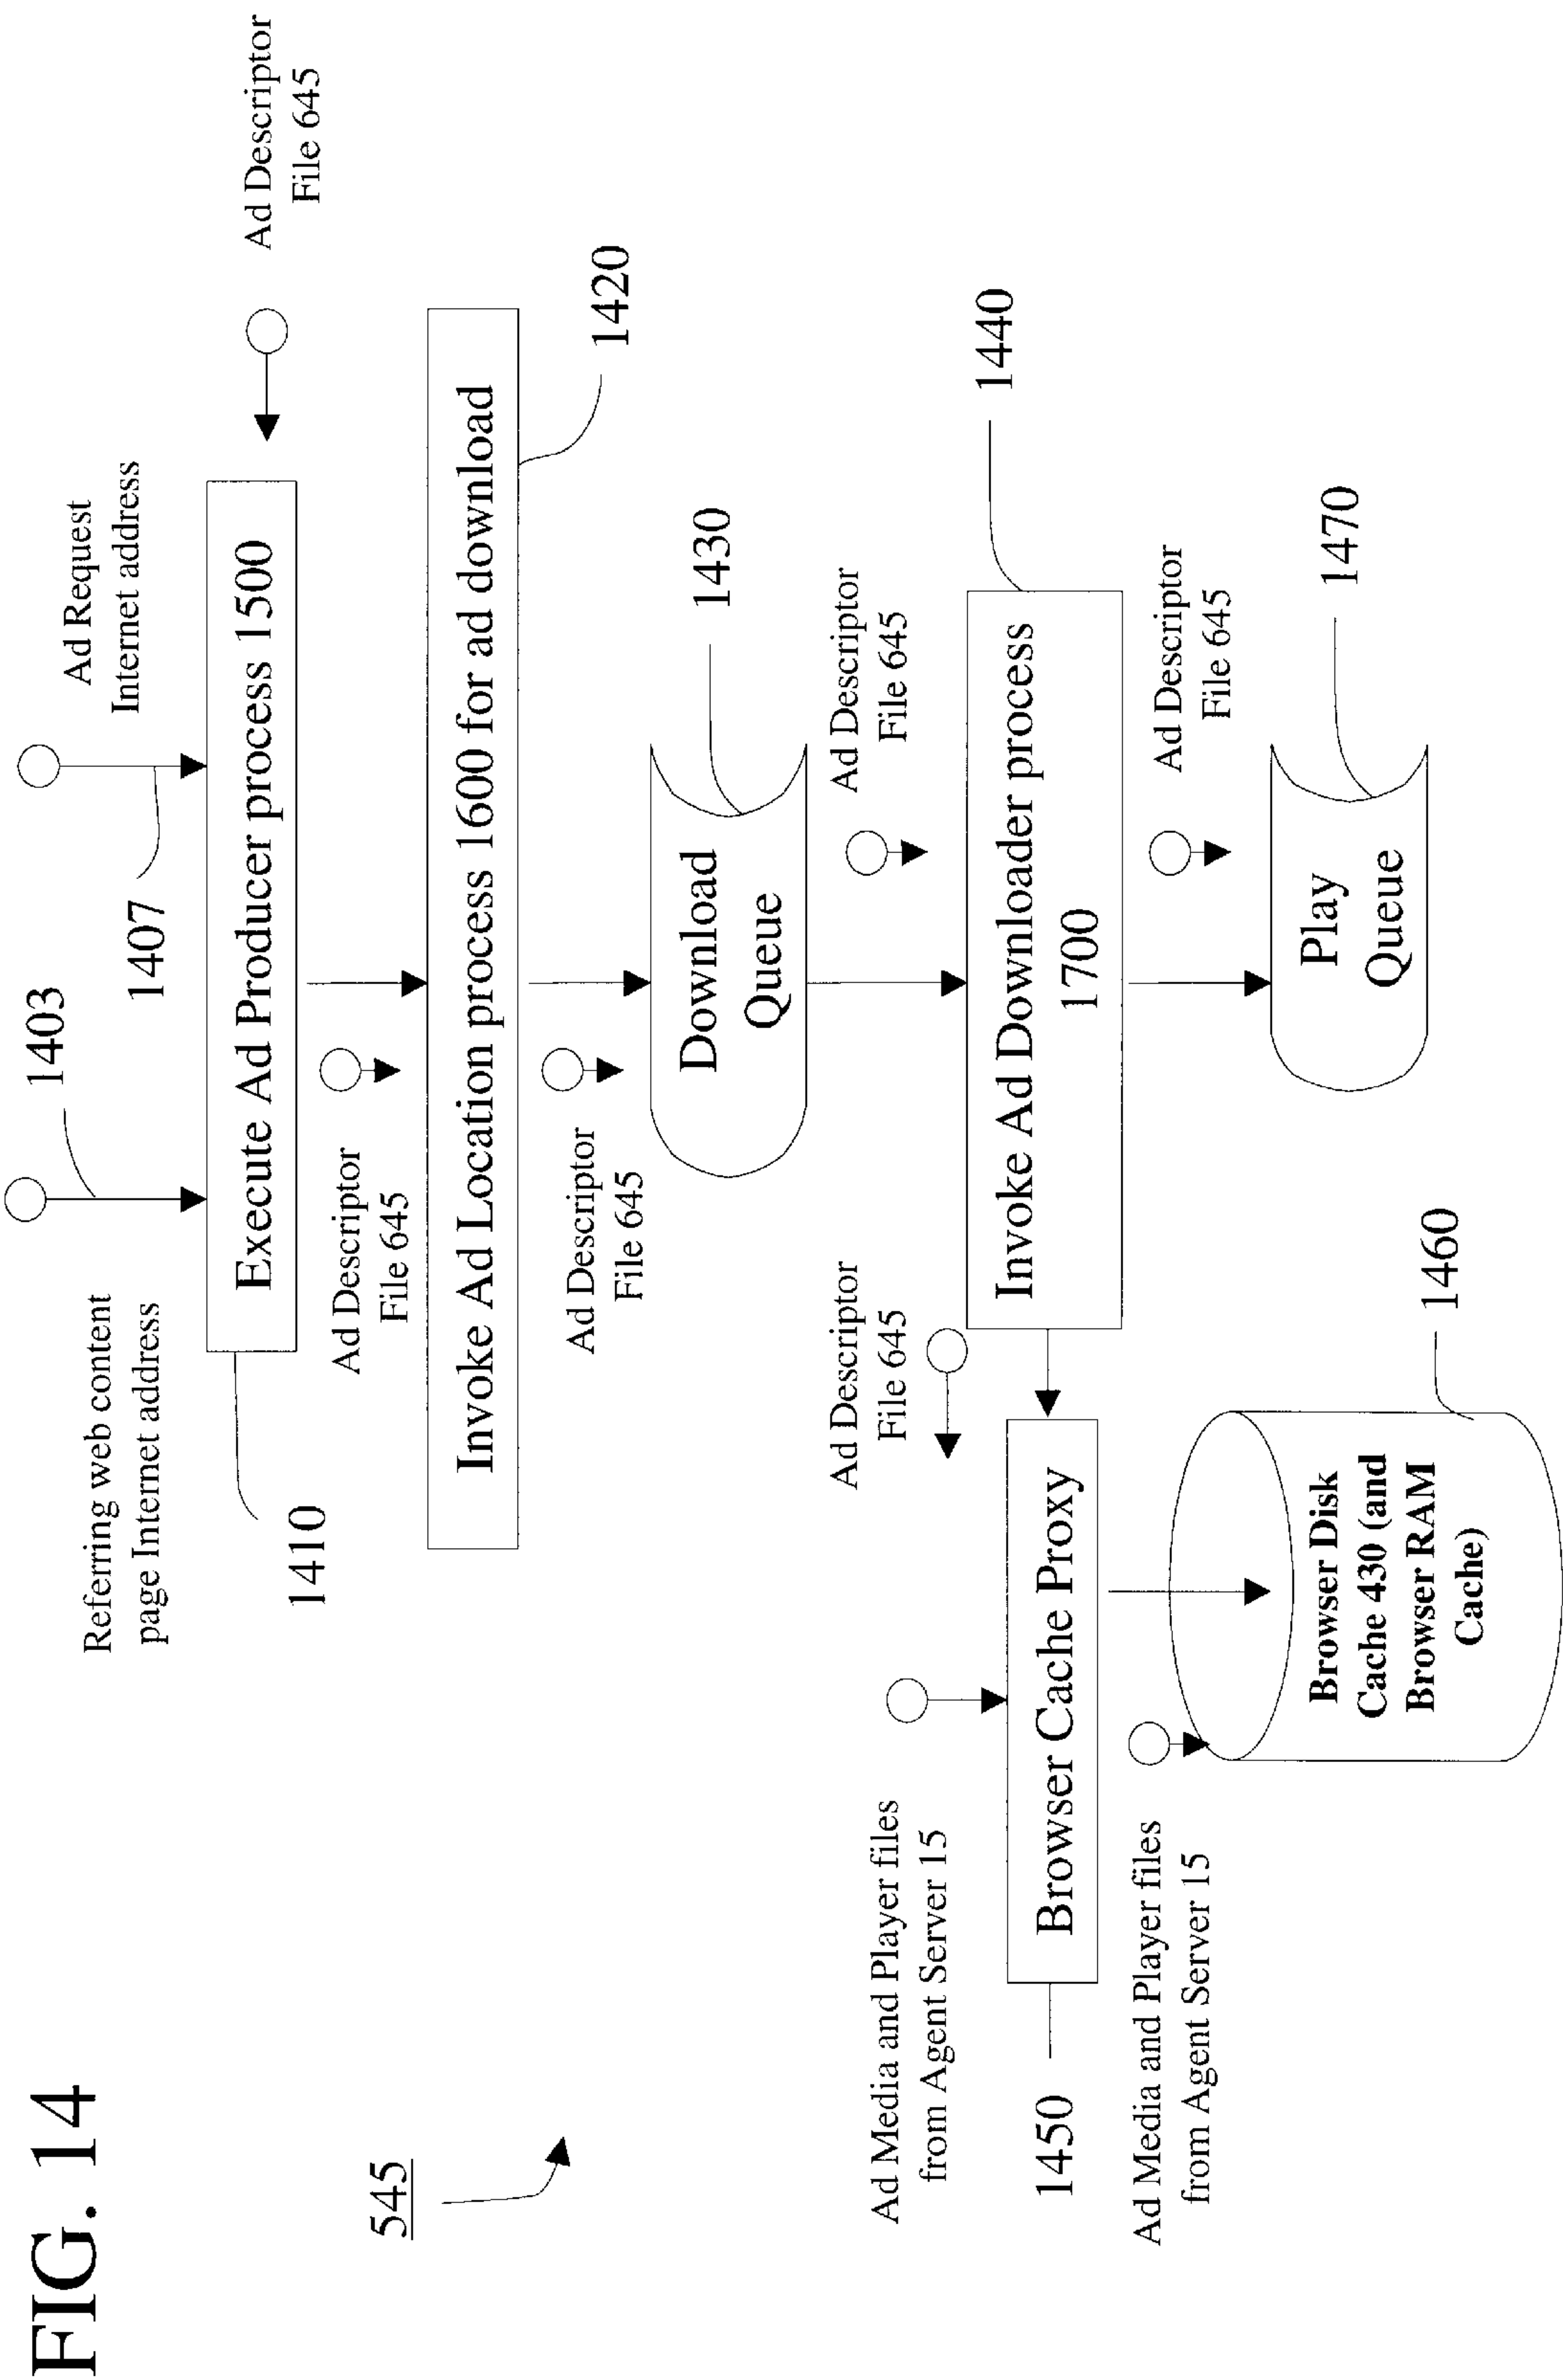 FIG. 14
545
Referring web content
page Internet address
1403
1407
Ad Request
Internet address
1410
Execute Ad Producer process 1500
Ad Descriptor
File 645
Ad Descriptor
File 645
Invoke Ad Location process 1600 for ad download
1420
Ad Descriptor
File 645
Download
Queue
1430
Ad Descriptor
File 645
Ad Descriptor
File 645
Invoke Ad Downloader process
1700
1440
Ad Media and Player files
from Agent Server 15
1450
Browser Cache Proxy
Ad Descriptor
File 645
Ad Media and Player files
from Agent Server 15
Browser Disk
Cache 430 (and
Browser RAM
Cache)
1460
Play
Queue
1470